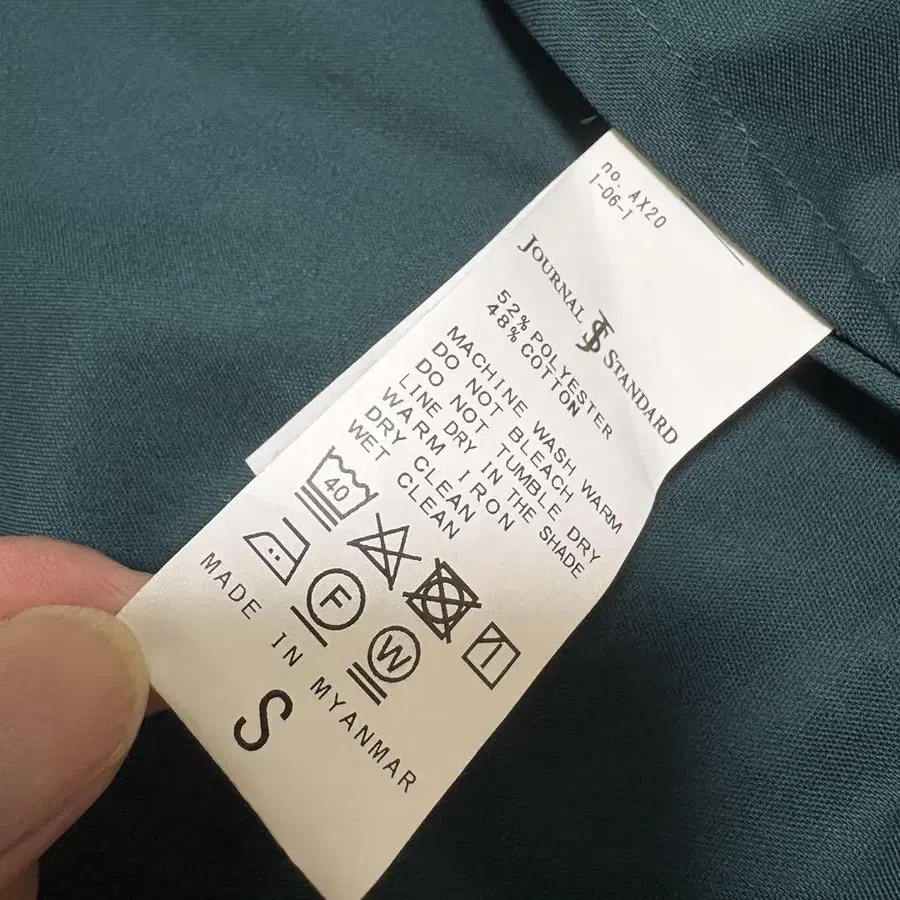 no. AX20
1-06-1
JOURNAL JS STANDARD
52% POLYESTER
48% COTTON
MACHINE WASH WARM
DO NOT BLEACH
DO NOT TUMBLE DRY
LINE DRY IN THE SHADE
WARM IRON
DRY CLEAN
WET CLEAN
40
F
W
MADE IN MYANMAR
S